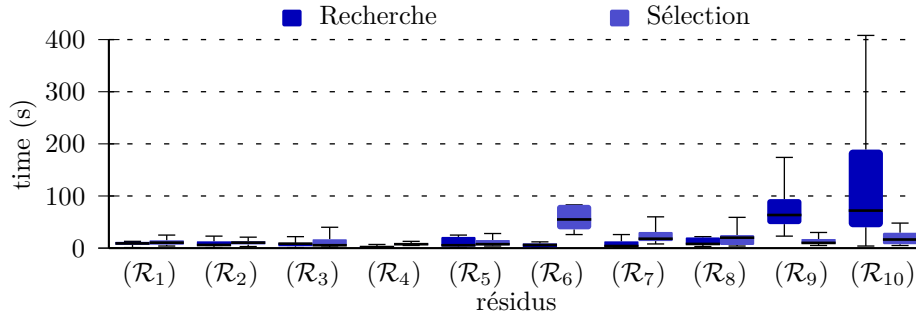 Recherche Sélection
400
300
200
100
0
time (s)
(ℛ₁) (ℛ₂) (ℛ₃) (ℛ₄) (ℛ₅) (ℛ₆) (ℛ₇) (ℛ₈) (ℛ₉) (ℛ₁₀)
résidus